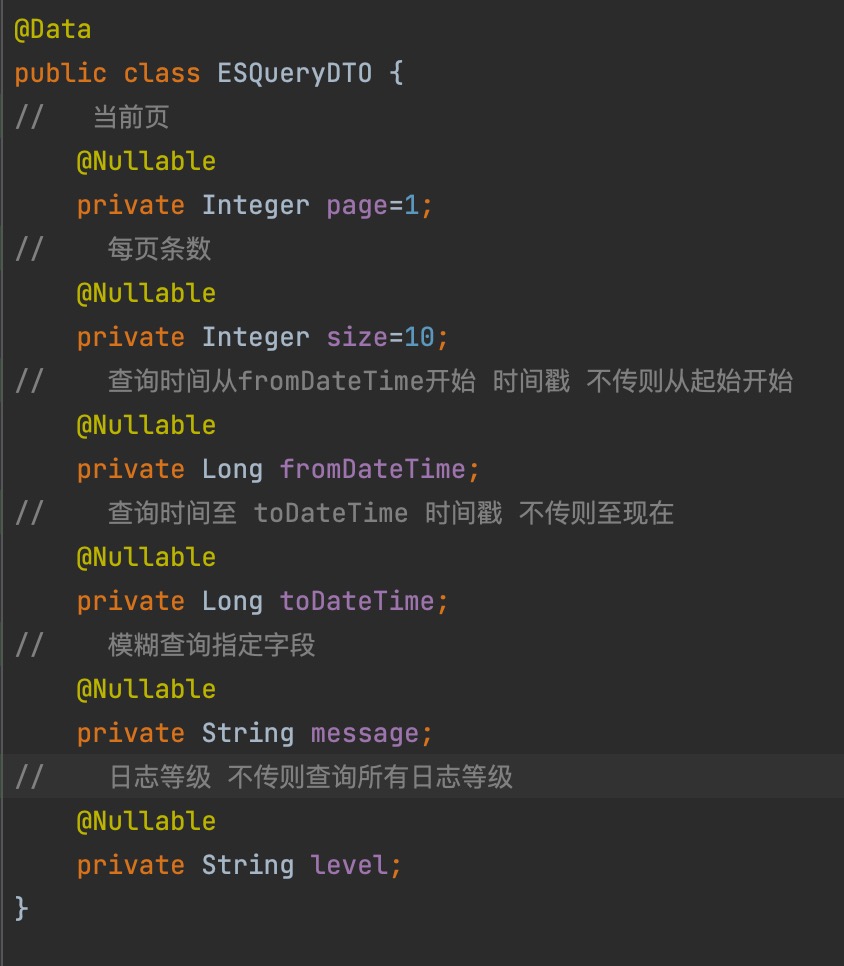 @Data
public class ESQueryDTO {
//   当前页
    @Nullable
    private Integer page=1;
//    每页条数
    @Nullable
    private Integer size=10;
//    查询时间从fromDateTime开始 时间戳 不传则从起始开始
    @Nullable
    private Long fromDateTime;
//    查询时间至 toDateTime 时间戳 不传则至现在
    @Nullable
    private Long toDateTime;
//    模糊查询指定字段
    @Nullable
    private String message;
//    日志等级 不传则查询所有日志等级
    @Nullable
    private String level;
}